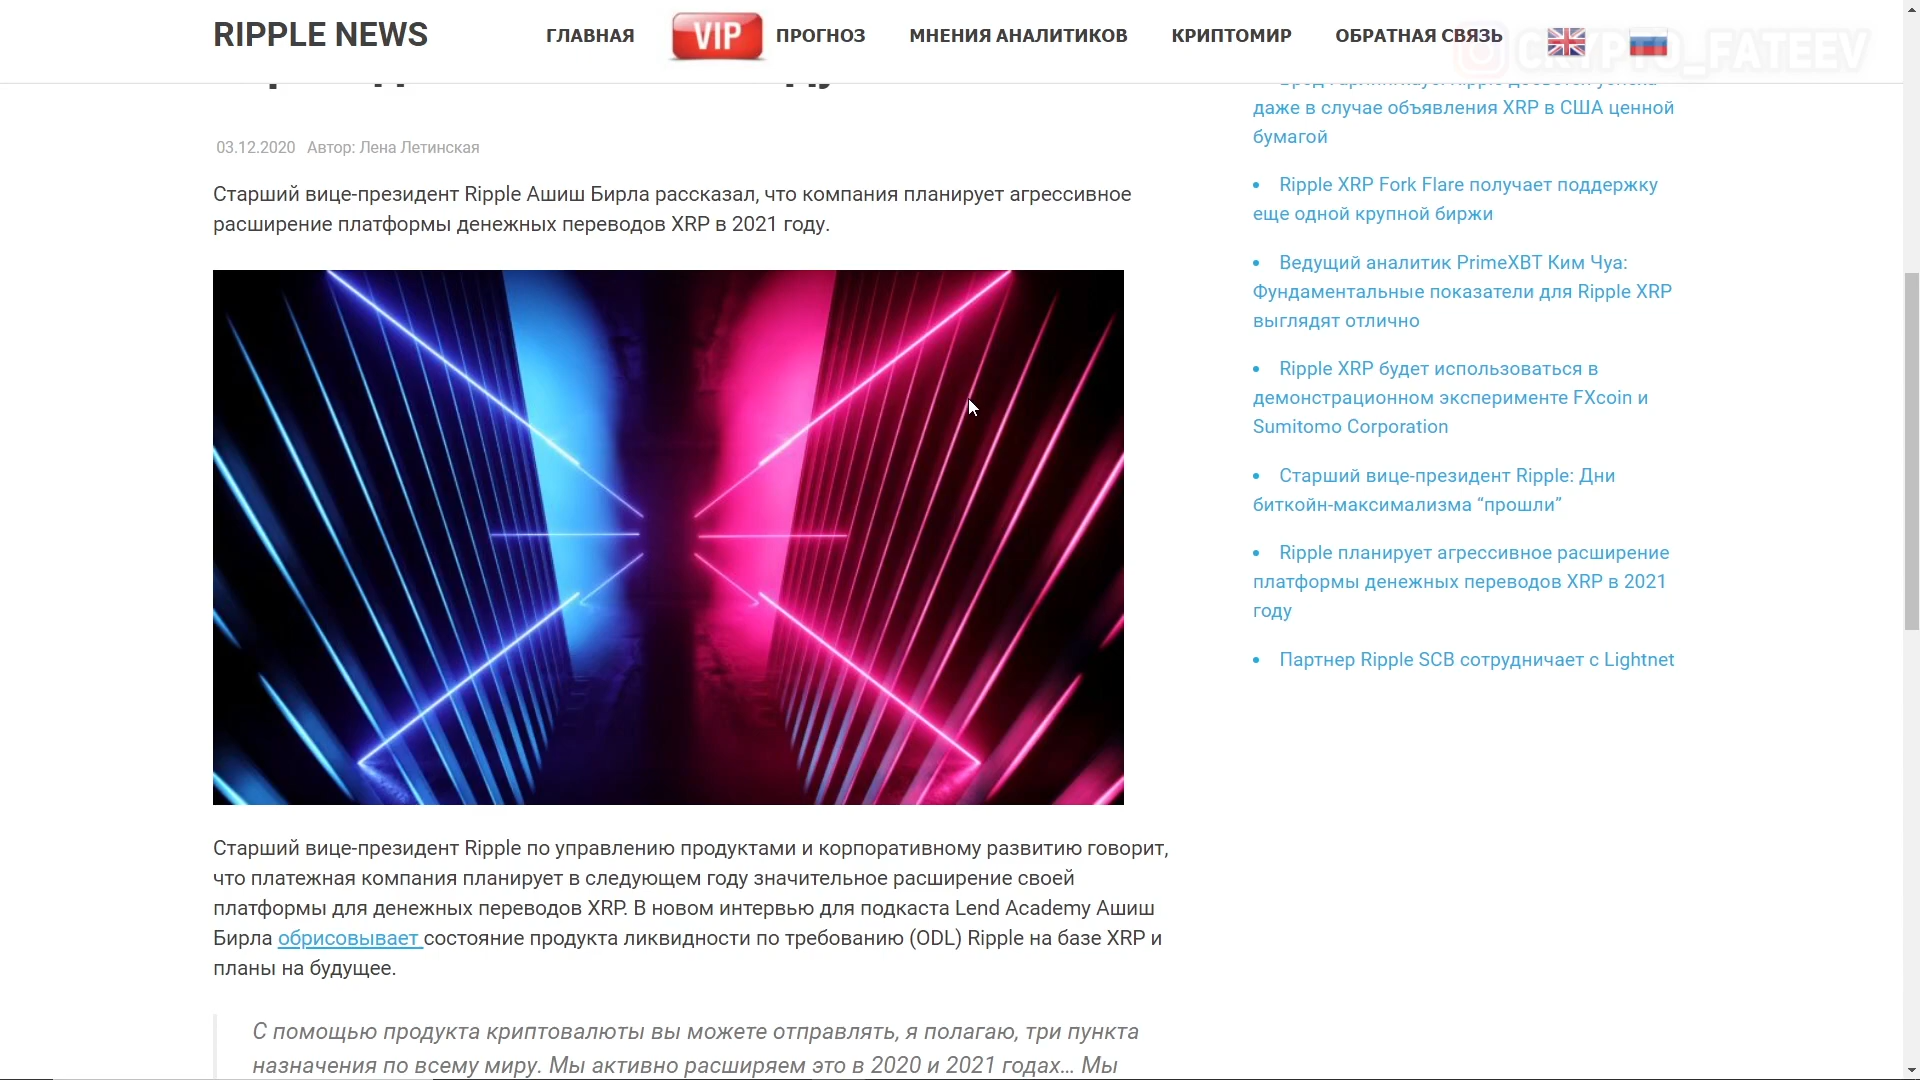 RIPPLE NEWS
ГЛАВНАЯ
VIP ПРОГНОЗ
МНЕНИЯ АНАЛИТИКОВ
КРИПТОМИР
ОБРАТНАЯ СВЯЗЬ
CRYPTO_FATEEV
03.12.2020 Автор: Лена Летинская
Старший вице-президент Ripple Ашиш Бирла рассказал, что компания планирует агрессивное
расширение платформы денежных переводов XRP в 2021 году.
Старший вице-президент Ripple по управлению продуктами и корпоративному развитию говорит,
что платежная компания планирует в следующем году значительное расширение своей
платформы для денежных переводов XRP. В новом интервью для подкаста Lend Academy Ашиш
Бирла обрисовывает состояние продукта ликвидности по требованию (ODL) Ripple на базе XRP и
планы на будущее.
С помощью продукта криптовалюты вы можете отправлять, я полагаю, три пункта
назначения по всему миру. Мы активно расширяем это в 2020 и 2021 годах... Мы
даже в случае объявления XRP в США ценной
бумагой
• Ripple XRP Fork Flare получает поддержку
еще одной крупной биржи
• Ведущий аналитик PrimeXBT Ким Чуа:
Фундаментальные показатели для Ripple XRP
выглядят отлично
• Ripple XRP будет использоваться в
демонстрационном эксперименте FXcoin и
Sumitomo Corporation
• Старший вице-президент Ripple: Дни
биткойн-максимализма “прошли”
• Ripple планирует агрессивное расширение
платформы денежных переводов XRP в 2021
году
• Партнер Ripple SCB сотрудничает с Lightnet